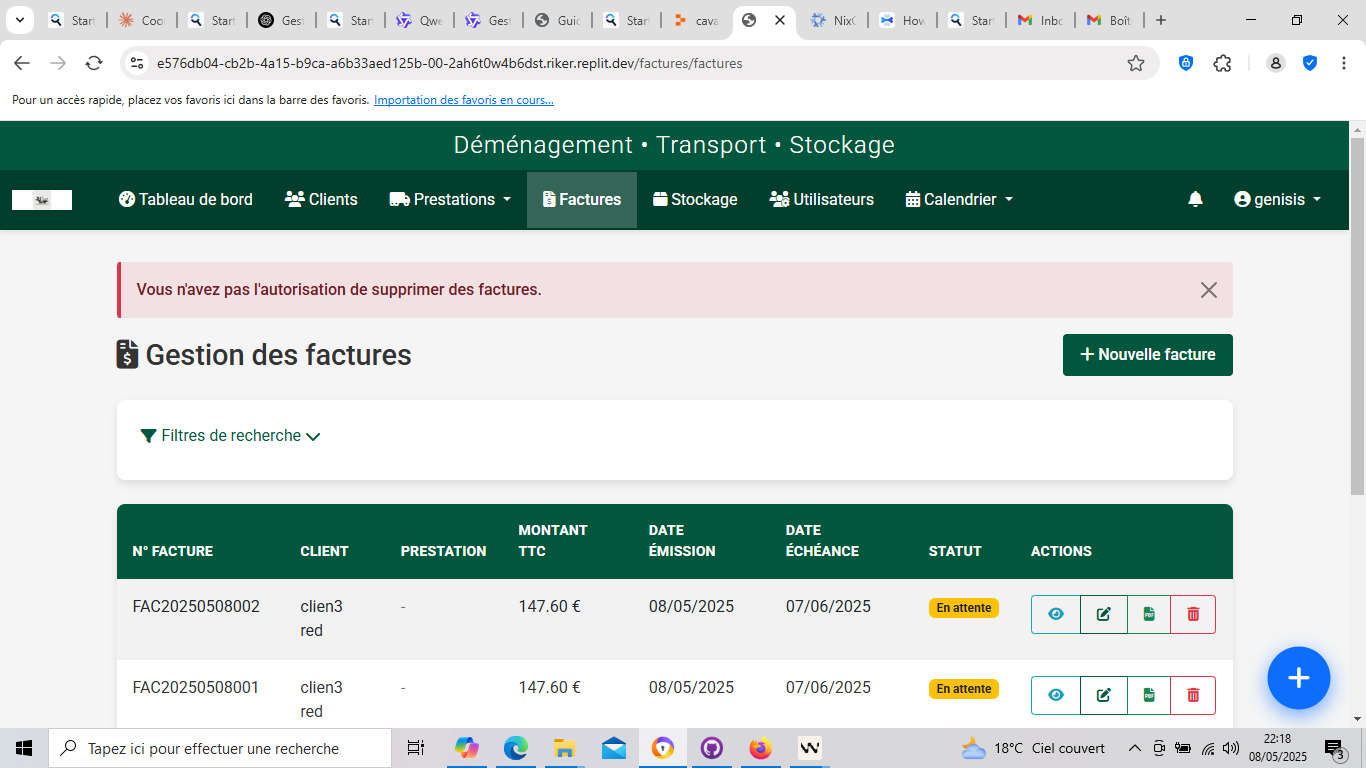 Start
Coo
Start
Gest
Start
Qwe
Gest
Guid
Start
cava
Nix
How
Start
Inbo
Boît
e576db04-cb2b-4a15-b9ca-a6b33aed125b-00-2ah6t0w4b6dst.riker.replit.dev/factures/factures
Pour un accès rapide, placez vos favoris ici dans la barre des favoris. Importation des favoris en cours...
Déménagement • Transport • Stockage
Tableau de bord Clients Prestations Factures Stockage Utilisateurs Calendrier genisis
Vous n'avez pas l'autorisation de supprimer des factures.
Gestion des factures
+ Nouvelle facture
Filtres de recherche
N° FACTURE CLIENT PRESTATION MONTANT TTC DATE ÉMISSION DATE ÉCHÉANCE STATUT ACTIONS
FAC20250508002 clien3 red - 147.60 € 08/05/2025 07/06/2025 En attente
FAC20250508001 clien3 red - 147.60 € 08/05/2025 07/06/2025 En attente
Tapez ici pour effectuer une recherche
18°C Ciel couvert
22:18
08/05/2025
3